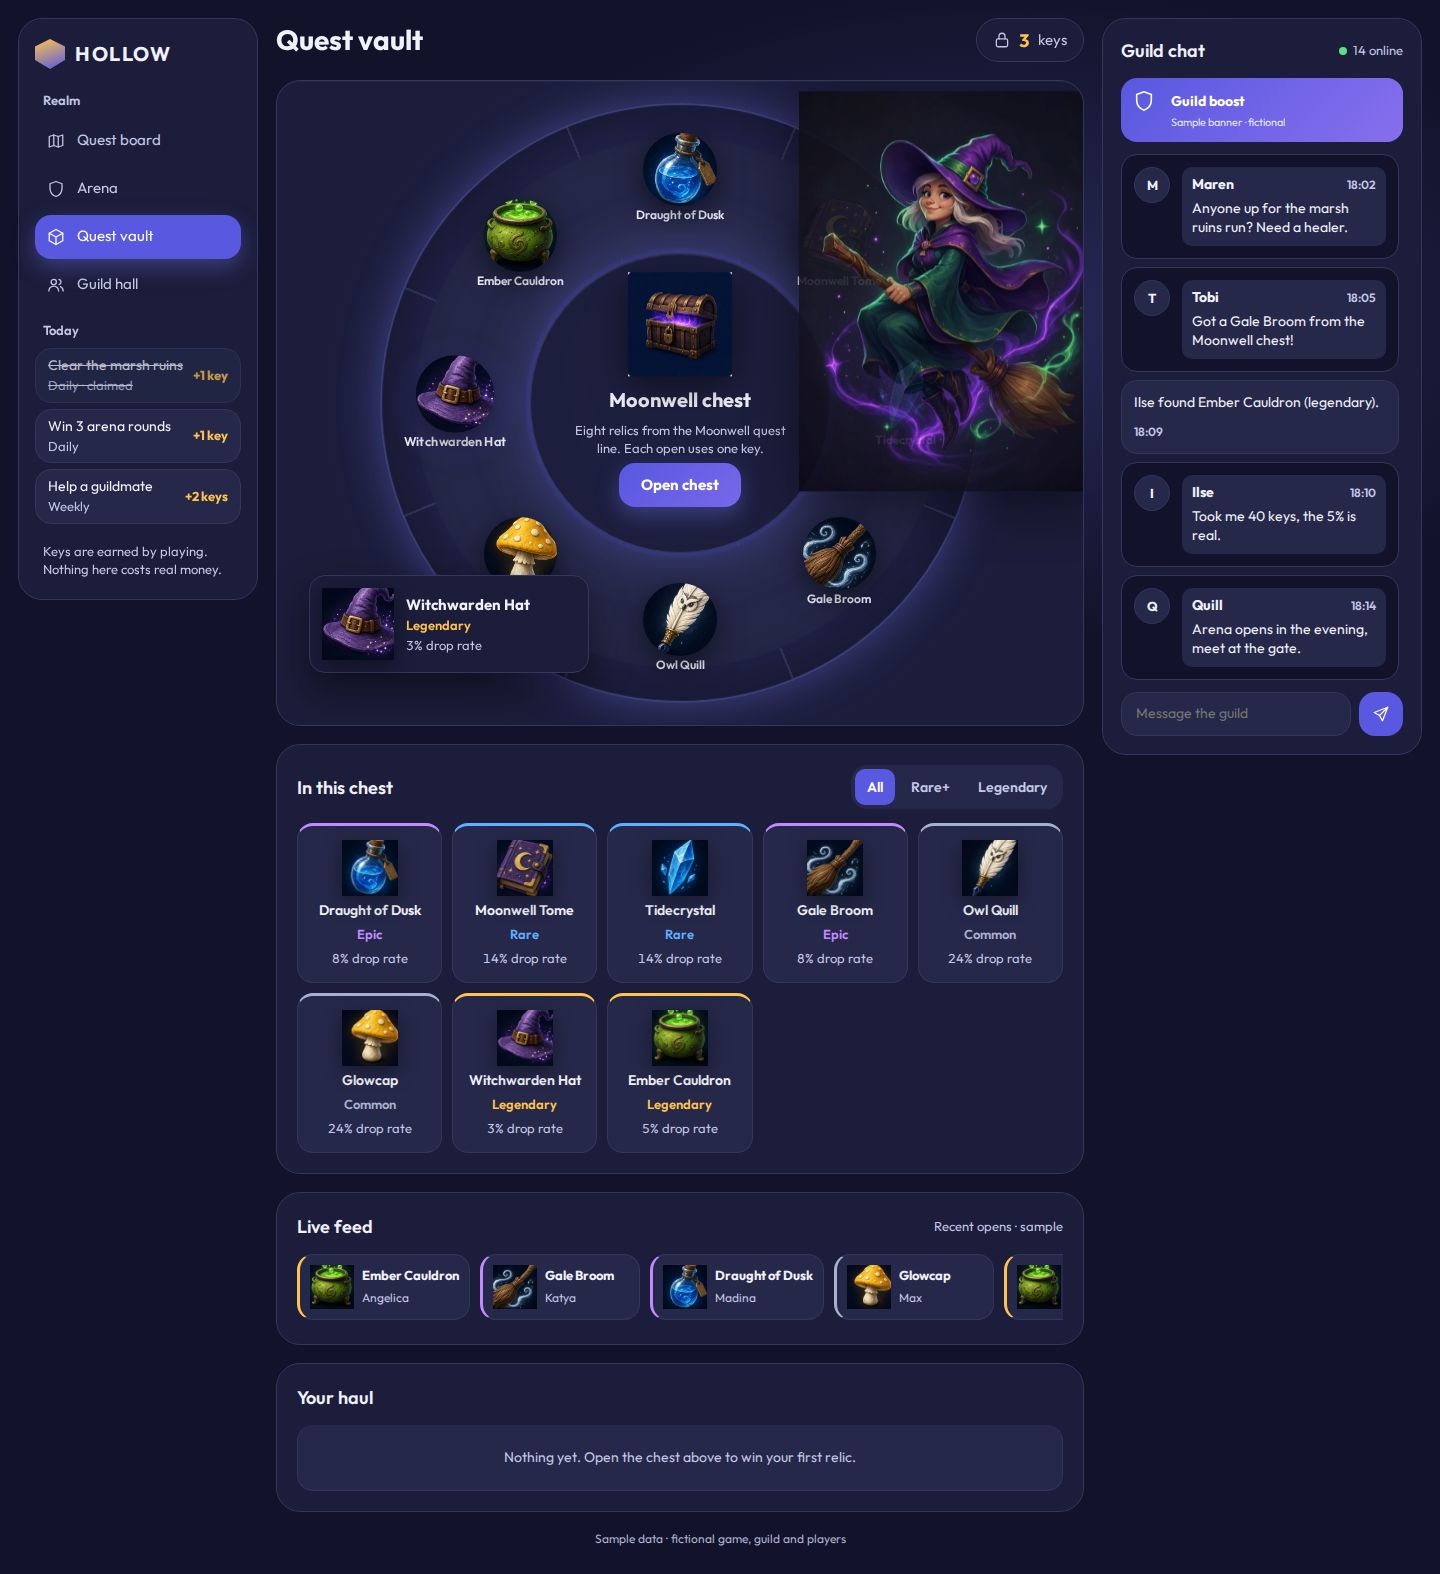 HOLLOW
Realm
Quest board
Arena
Quest vault
Guild hall
Today
Clear the marsh ruins
Daily · claimed
+1 key
Win 3 arena rounds
Daily
+1 key
Help a guildmate
Weekly
+2 keys
Keys are earned by playing.
Nothing here costs real money.
Quest vault
3 keys
Draught of Dusk
Ember Cauldron
Moonwell Tome
Witchwarden Hat
Moonwell chest
Eight relics from the Moonwell quest
line. Each open uses one key.
Open chest
Tidecrystal
Gale Broom
Owl Quill
Witchwarden Hat
Legendary
3% drop rate
In this chest
All
Rare+
Legendary
Draught of Dusk
Epic
8% drop rate
Moonwell Tome
Rare
14% drop rate
Tidecrystal
Rare
14% drop rate
Gale Broom
Epic
8% drop rate
Owl Quill
Common
24% drop rate
Glowcap
Common
24% drop rate
Witchwarden Hat
Legendary
3% drop rate
Ember Cauldron
Legendary
5% drop rate
Live feed
Recent opens · sample
Ember Cauldron
Angelica
Gale Broom
Katya
Draught of Dusk
Madina
Glowcap
Max
Your haul
Nothing yet. Open the chest above to win your first relic.
Sample data · fictional game, guild and players
Guild chat
14 online
Guild boost
Sample banner · fictional
M
Maren
18:02
Anyone up for the marsh
ruins run? Need a healer.
T
Tobi
18:05
Got a Gale Broom from the
Moonwell chest!
Ilse found Ember Cauldron (legendary).
18:09
I
Ilse
18:10
Took me 40 keys, the 5% is
real.
Q
Quill
18:14
Arena opens in the evening,
meet at the gate.
Message the guild